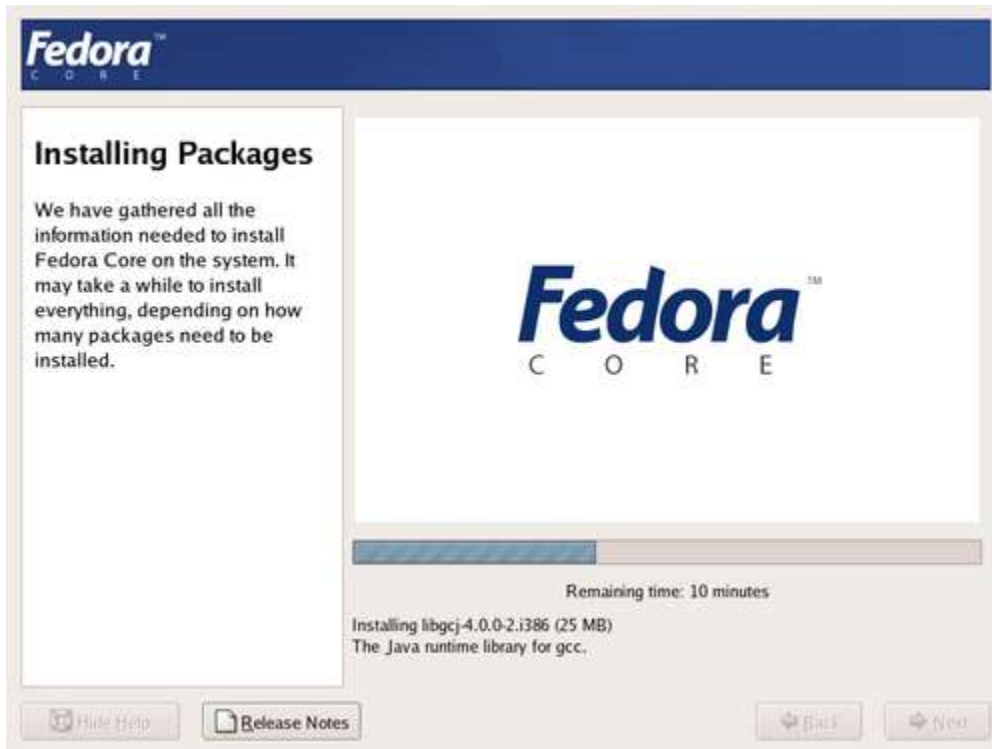 Fedora™
CORE
Installing Packages
We have gathered all the
information needed to install
Fedora Core on the system. It
may take a while to install
everything, depending on how
many packages need to be
installed.
Fedora™
CORE
Remaining time: 10 minutes
Installing libgcj-4.0.0-2.i386 (25 MB)
The Java runtime library for gcc.
Hide Help
Release Notes
Back
Next